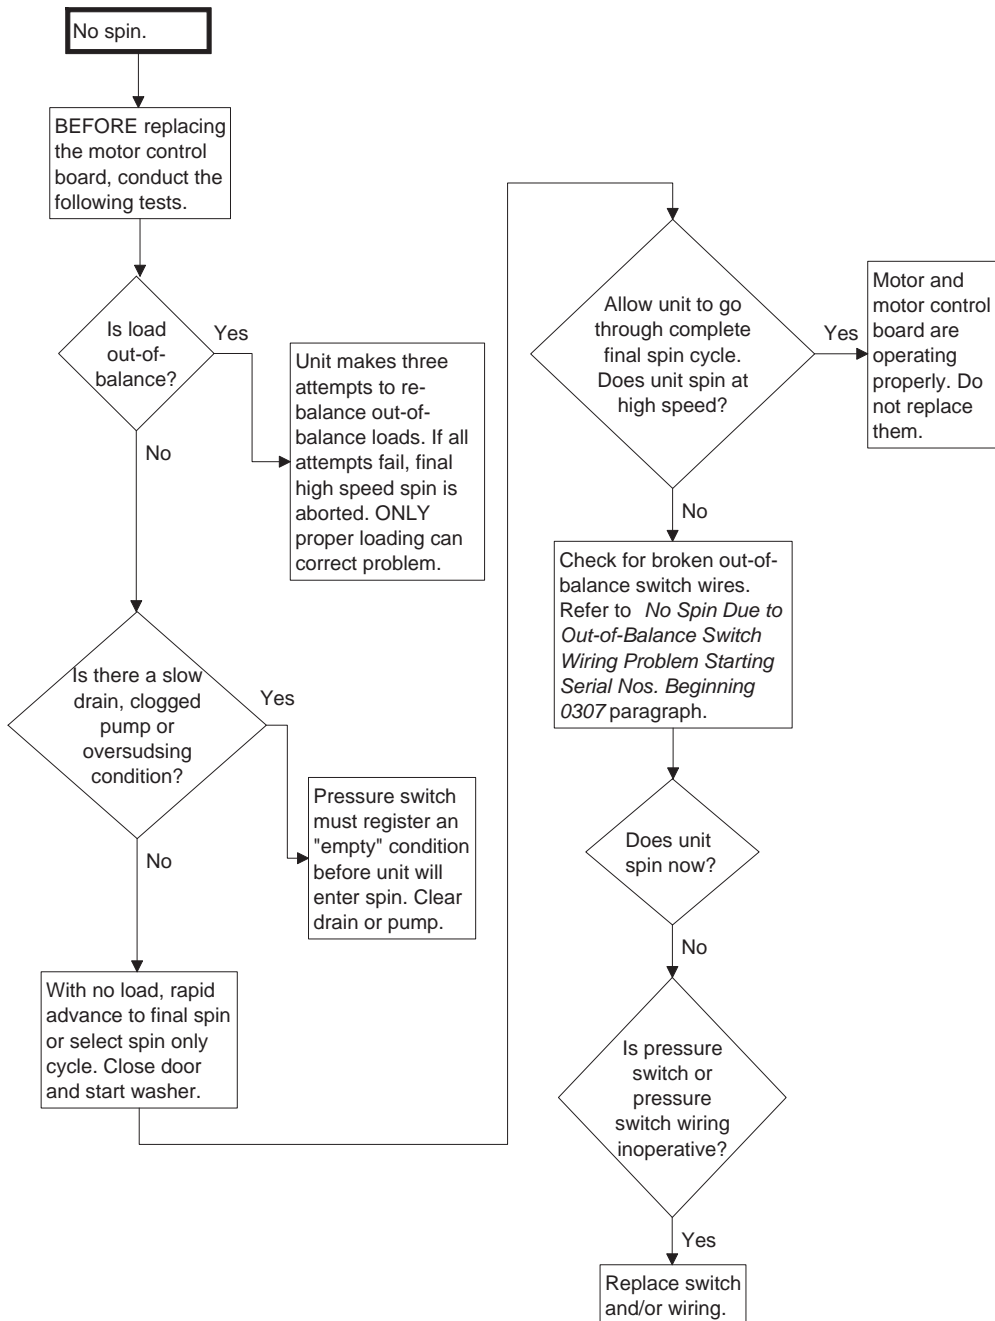 No spin.
BEFORE replacing
the motor control
board, conduct the
following tests.
Is load
out-of-
balance?
Yes
Unit makes three
attempts to re-
balance out-of-
balance loads. If all
attempts fail, final
high speed spin is
aborted. ONLY
proper loading can
correct problem.
No
Is there a slow
drain, clogged
pump or
oversudsing
condition?
Yes
Pressure switch
must register an
"empty" condition
before unit will
enter spin. Clear
drain or pump.
No
With no load, rapid
advance to final spin
or select spin only
cycle. Close door
and start washer.
Allow unit to go
through complete
final spin cycle.
Does unit spin at
high speed?
Yes
Motor and
motor control
board are
operating
properly. Do
not replace
them.
No
Check for broken out-of-
balance switch wires.
Refer to No Spin Due to
Out-of-Balance Switch
Wiring Problem Starting
Serial Nos. Beginning
0307 paragraph.
Does unit
spin now?
No
Is pressure
switch or
pressure
switch wiring
inoperative?
Yes
Replace switch
and/or wiring.